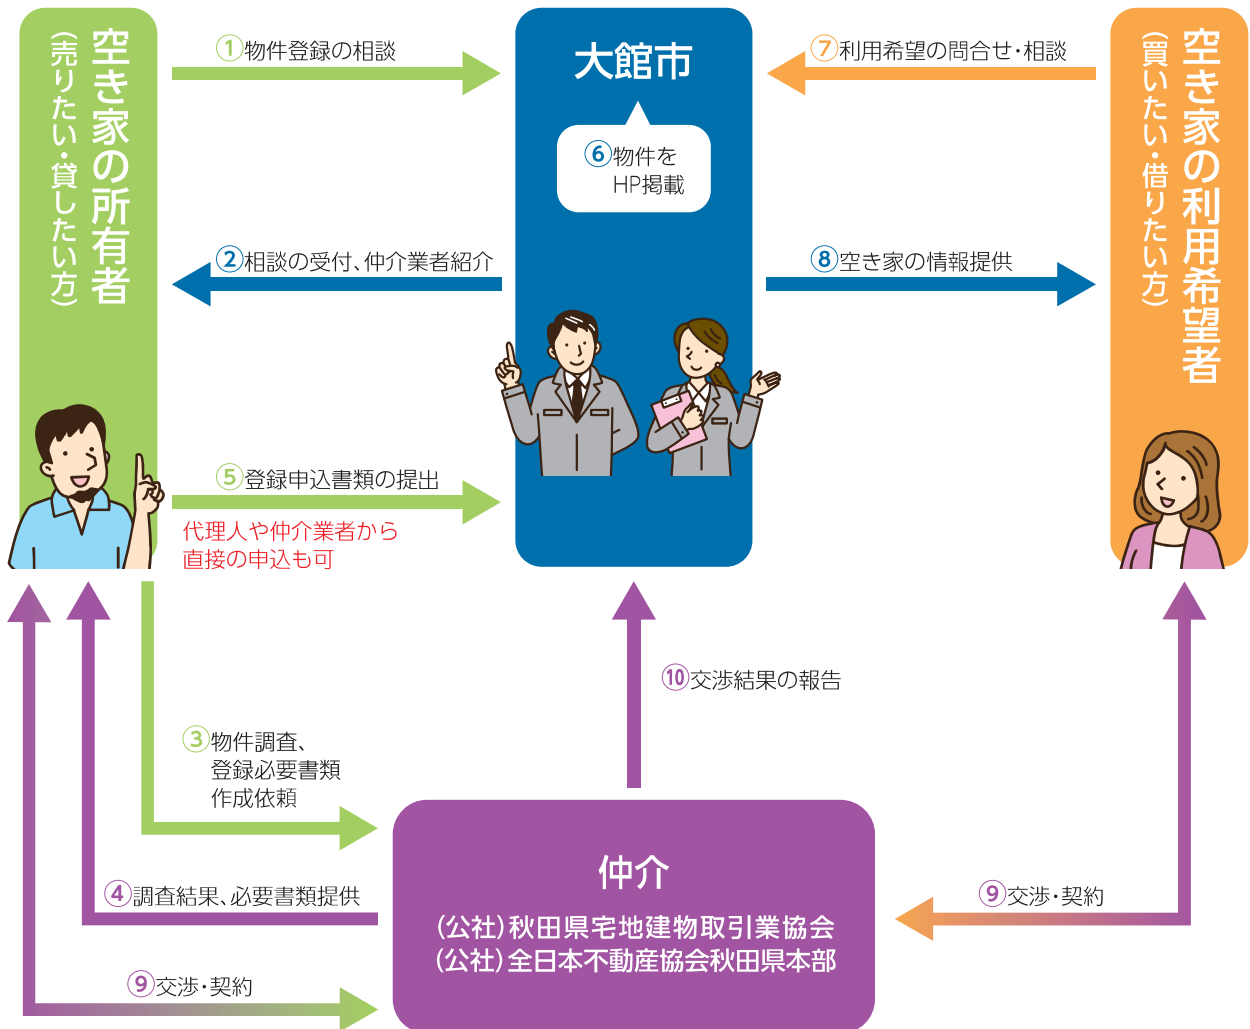 空き家の所有者
（売りたい・貸したい方）
①物件登録の相談
大館市
⑥物件を
HP掲載
⑦利用希望の問合せ・相談
空き家の利用希望者
（買いたい・借りたい方）
②相談の受付、仲介業者紹介
⑧空き家の情報提供
⑤登録申込書類の提出
代理人や仲介業者から
直接の申込も可
⑩交渉結果の報告
③物件調査、
登録必要書類
作成依頼
④調査結果、必要書類提供
⑨交渉・契約
仲介
（公社）秋田県宅地建物取引業協会
（公社）全日本不動産協会秋田県本部
⑨交渉・契約